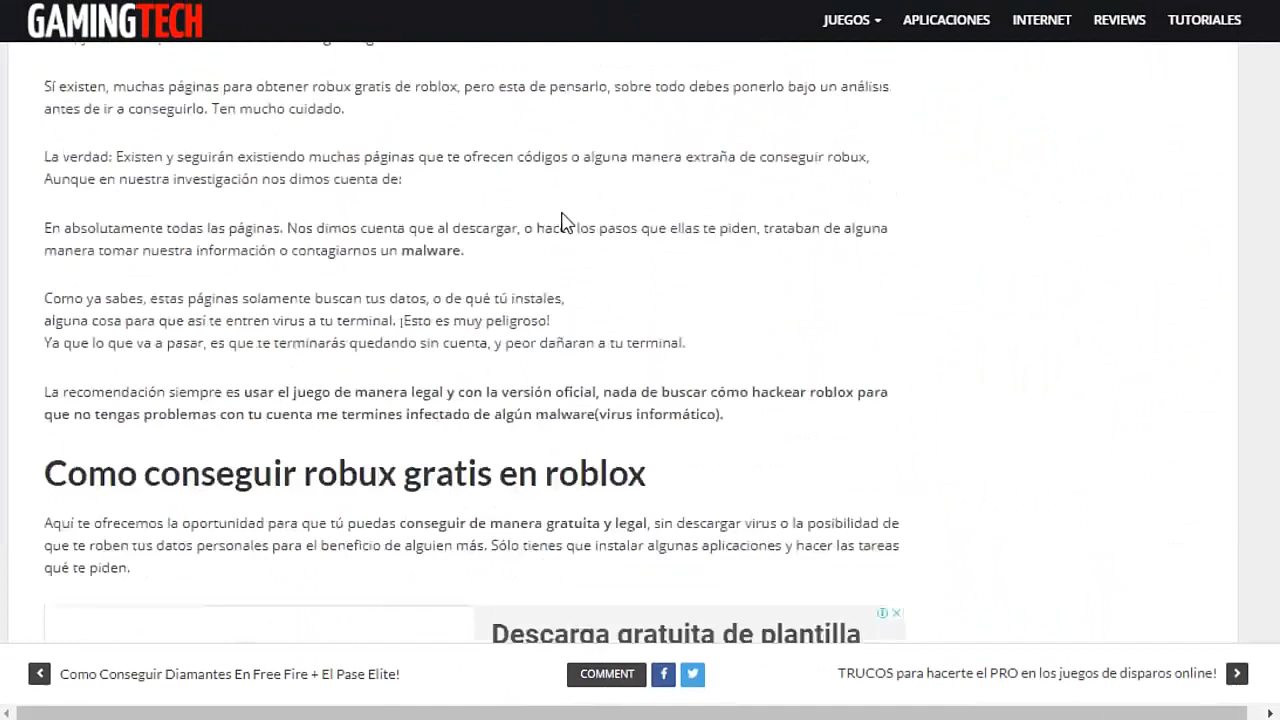 GAMINGTECH
JUEGOS
APLICACIONES
INTERNET
REVIEWS
TUTORIALES
Sí existen, muchas páginas para obtener robux gratis de roblox, pero esta de pensarlo, sobre todo debes ponerlo bajo un análisis
antes de ir a conseguirlo. Ten mucho cuidado.
La verdad: Existen y seguirán existiendo muchas páginas que te ofrecen códigos o alguna manera extraña de conseguir robux,
Aunque en nuestra investigación nos dimos cuenta de:
En absolutamente todas las páginas. Nos dimos cuenta que al descargar, o hacer los pasos que ellas te piden, trataban de alguna
manera tomar nuestra información o contagiarnos un malware.
Como ya sabes, estas páginas solamente buscan tus datos, o de qué tú instales,
alguna cosa para que así te entren virus a tu terminal. ¡Esto es muy peligroso!
Ya que lo que va a pasar, es que te terminarás quedando sin cuenta, y peor dañaran a tu terminal.
La recomendación siempre es usar el juego de manera legal y con la versión oficial, nada de buscar cómo hackear roblox para
que no tengas problemas con tu cuenta me termines infectado de algún malware(virus informático).
Como conseguir robux gratis en roblox
Aquí te ofrecemos la oportunidad para que tú puedas conseguir de manera gratuita y legal, sin descargar virus o la posibilidad de
que te roben tus datos personales para el beneficio de alguien más. Sólo tienes que instalar algunas aplicaciones y hacer las tareas
qué te piden.
Descarga gratuita de plantilla
Como Conseguir Diamantes En Free Fire + El Pase Elite!
COMMENT
TRUCOS para hacerte el PRO en los juegos de disparos online!